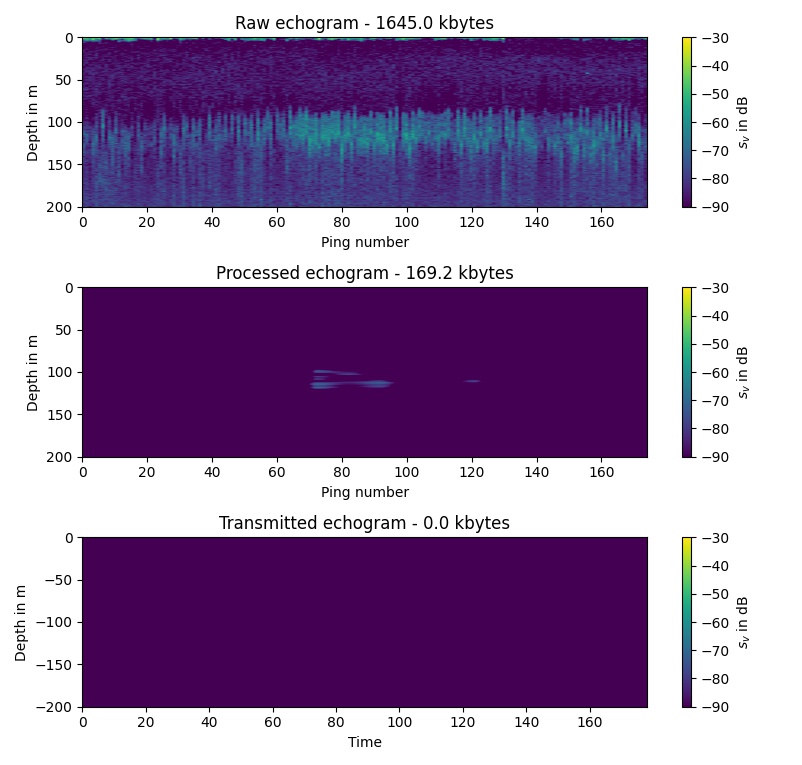 Raw echogram - 1645.0 kbytes
0
50
100
150
200
Depth in m
0 20 40 60 80 100 120 140 160
Ping number
−30
−40
−50
−60
−70
−80
−90
sv in dB
Processed echogram - 169.2 kbytes
0
50
100
150
200
Depth in m
0 20 40 60 80 100 120 140 160
Ping number
−30
−40
−50
−60
−70
−80
−90
sv in dB
Transmitted echogram - 0.0 kbytes
0
−50
−100
−150
−200
Depth in m
0 20 40 60 80 100 120 140 160
Time
−30
−40
−50
−60
−70
−80
−90
sv in dB